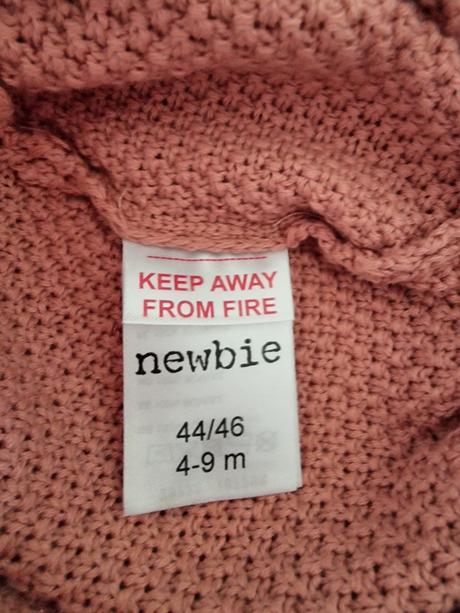 KEEP AWAY
FROM FIRE
newbie
44/46
4-9 m